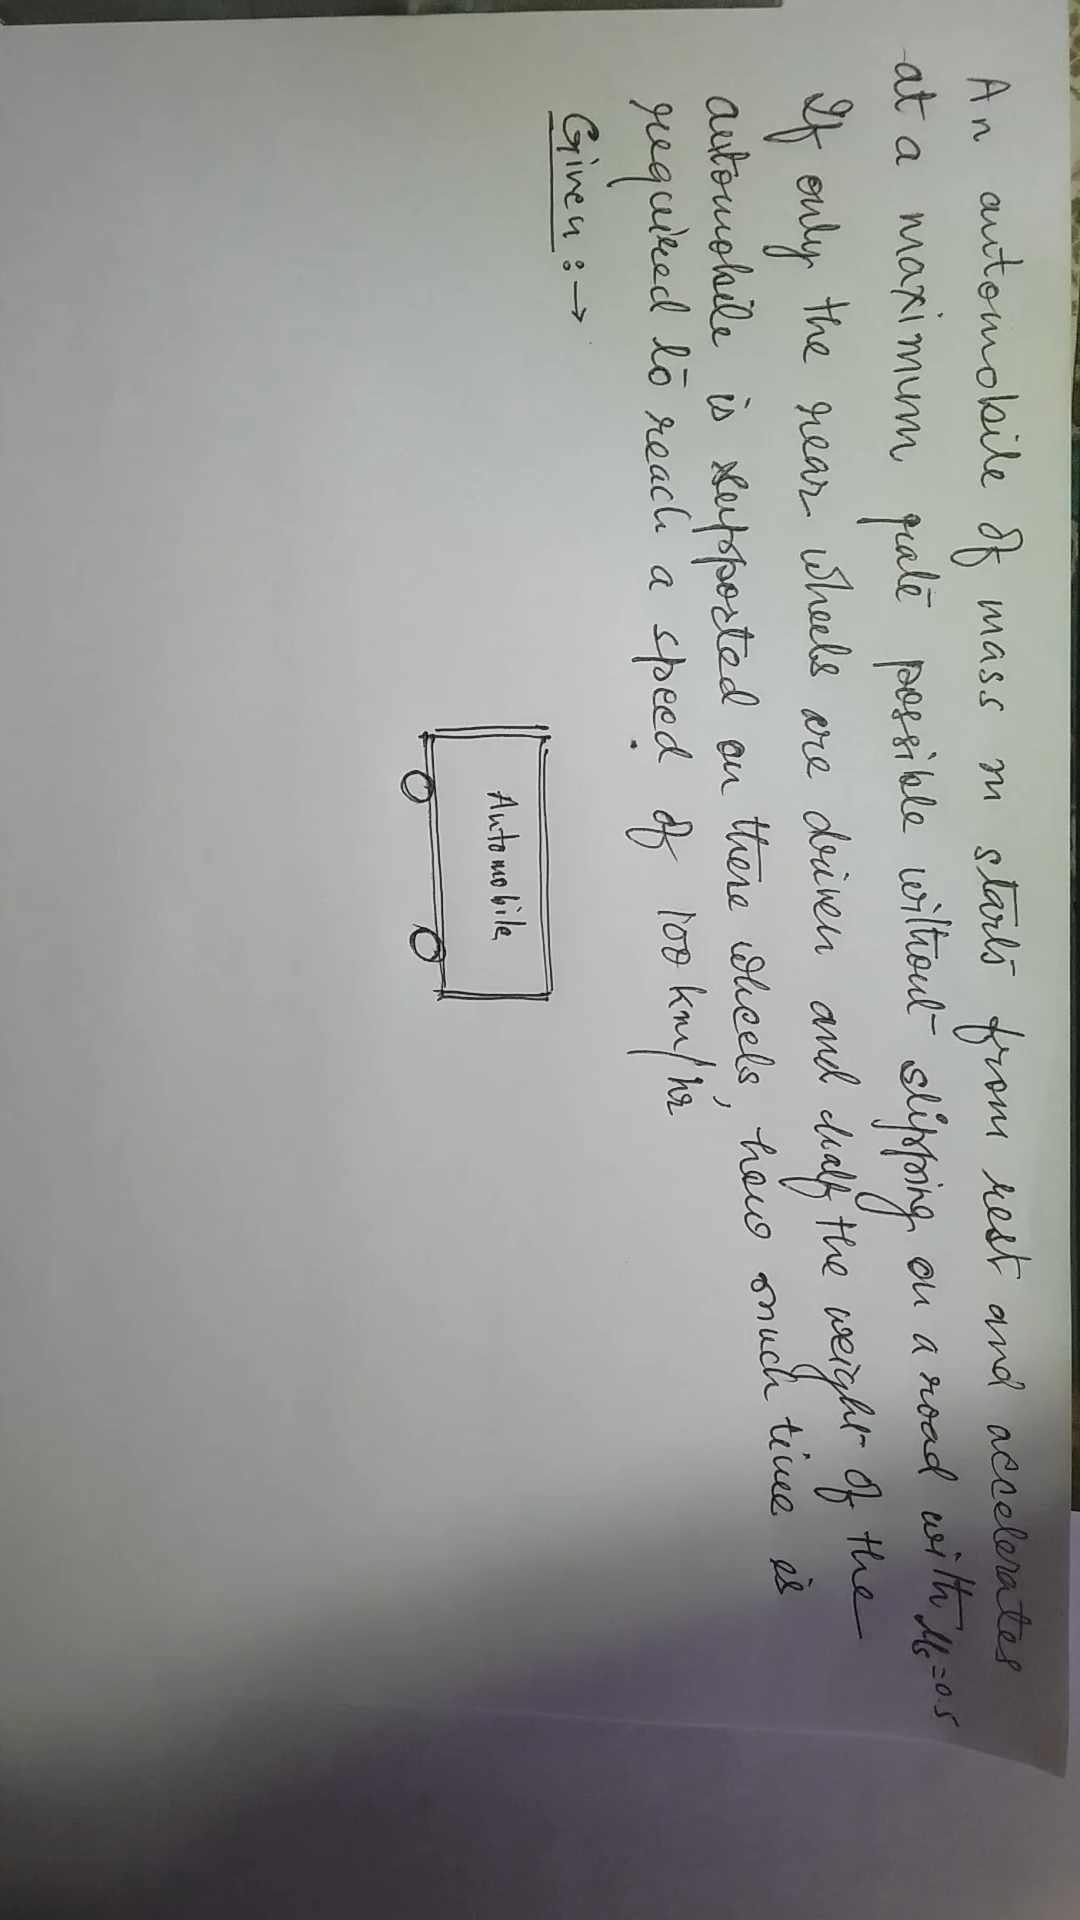 An automobile of mass m starts from rest and accelerates
at a maximum rate possible without slipping on a road with μs=0.5
If only the rear wheels are driven and half the weight of the
automobile is supported on there wheels, how much time is
required to reach a speed of 100 km/hr
Given :→
Automobile